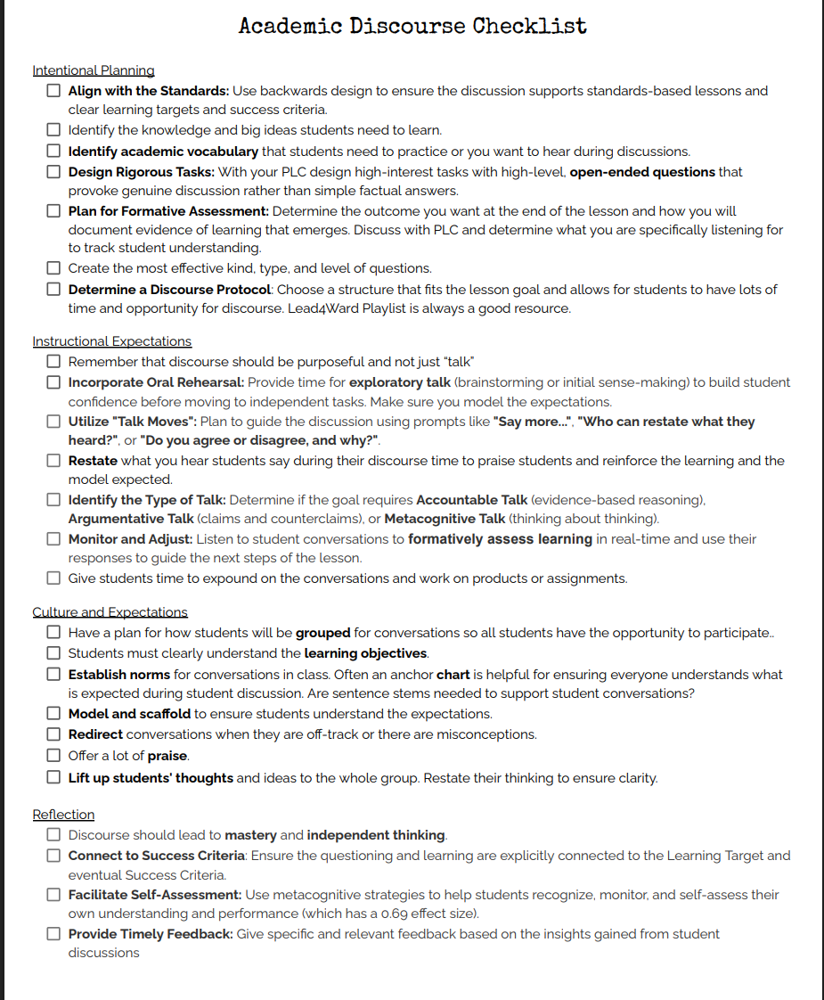 Academic Discourse Checklist
Intentional Planning
Align with the Standards: Use backwards design to ensure the discussion supports standards-based lessons and
clear learning targets and success criteria.
Identify the knowledge and big ideas students need to learn.
Identify academic vocabulary that students need to practice or you want to hear during discussions.
Design Rigorous Tasks: With your PLC design high-interest tasks with high-level, open-ended questions that
provoke genuine discussion rather than simple factual answers.
Plan for Formative Assessment: Determine the outcome you want at the end of the lesson and how you will
document evidence of learning that emerges. Discuss with PLC and determine what you are specifically listening for
to track student understanding.
Create the most effective kind, type, and level of questions.
Determine a Discourse Protocol: Choose a structure that fits the lesson goal and allows for students to have lots of
time and opportunity for discourse. Lead4Ward Playlist is always a good resource.
Instructional Expectations
Remember that discourse should be purposeful and not just “talk”
Incorporate Oral Rehearsal: Provide time for exploratory talk (brainstorming or initial sense-making) to build student
confidence before moving to independent tasks. Make sure you model the expectations.
Utilize "Talk Moves": Plan to guide the discussion using prompts like "Say more...", "Who can restate what they
heard?", or "Do you agree or disagree, and why?".
Restate what you hear students say during their discourse time to praise students and reinforce the learning and the
model expected.
Identify the Type of Talk: Determine if the goal requires Accountable Talk (evidence-based reasoning),
Argumentative Talk (claims and counterclaims), or Metacognitive Talk (thinking about thinking).
Monitor and Adjust: Listen to student conversations to formatively assess learning in real-time and use their
responses to guide the next steps of the lesson.
Give students time to expound on the conversations and work on products or assignments.
Culture and Expectations
Have a plan for how students will be grouped for conversations so all students have the opportunity to participate..
Students must clearly understand the learning objectives.
Establish norms for conversations in class. Often an anchor chart is helpful for ensuring everyone understands what
is expected during student discussion. Are sentence stems needed to support student conversations?
Model and scaffold to ensure students understand the expectations.
Redirect conversations when they are off-track or there are misconceptions.
Offer a lot of praise.
Lift up students' thoughts and ideas to the whole group. Restate their thinking to ensure clarity.
Reflection
Discourse should lead to mastery and independent thinking.
Connect to Success Criteria: Ensure the questioning and learning are explicitly connected to the Learning Target and
eventual Success Criteria.
Facilitate Self-Assessment: Use metacognitive strategies to help students recognize, monitor, and self-assess their
own understanding and performance (which has a 0.69 effect size).
Provide Timely Feedback: Give specific and relevant feedback based on the insights gained from student
discussions